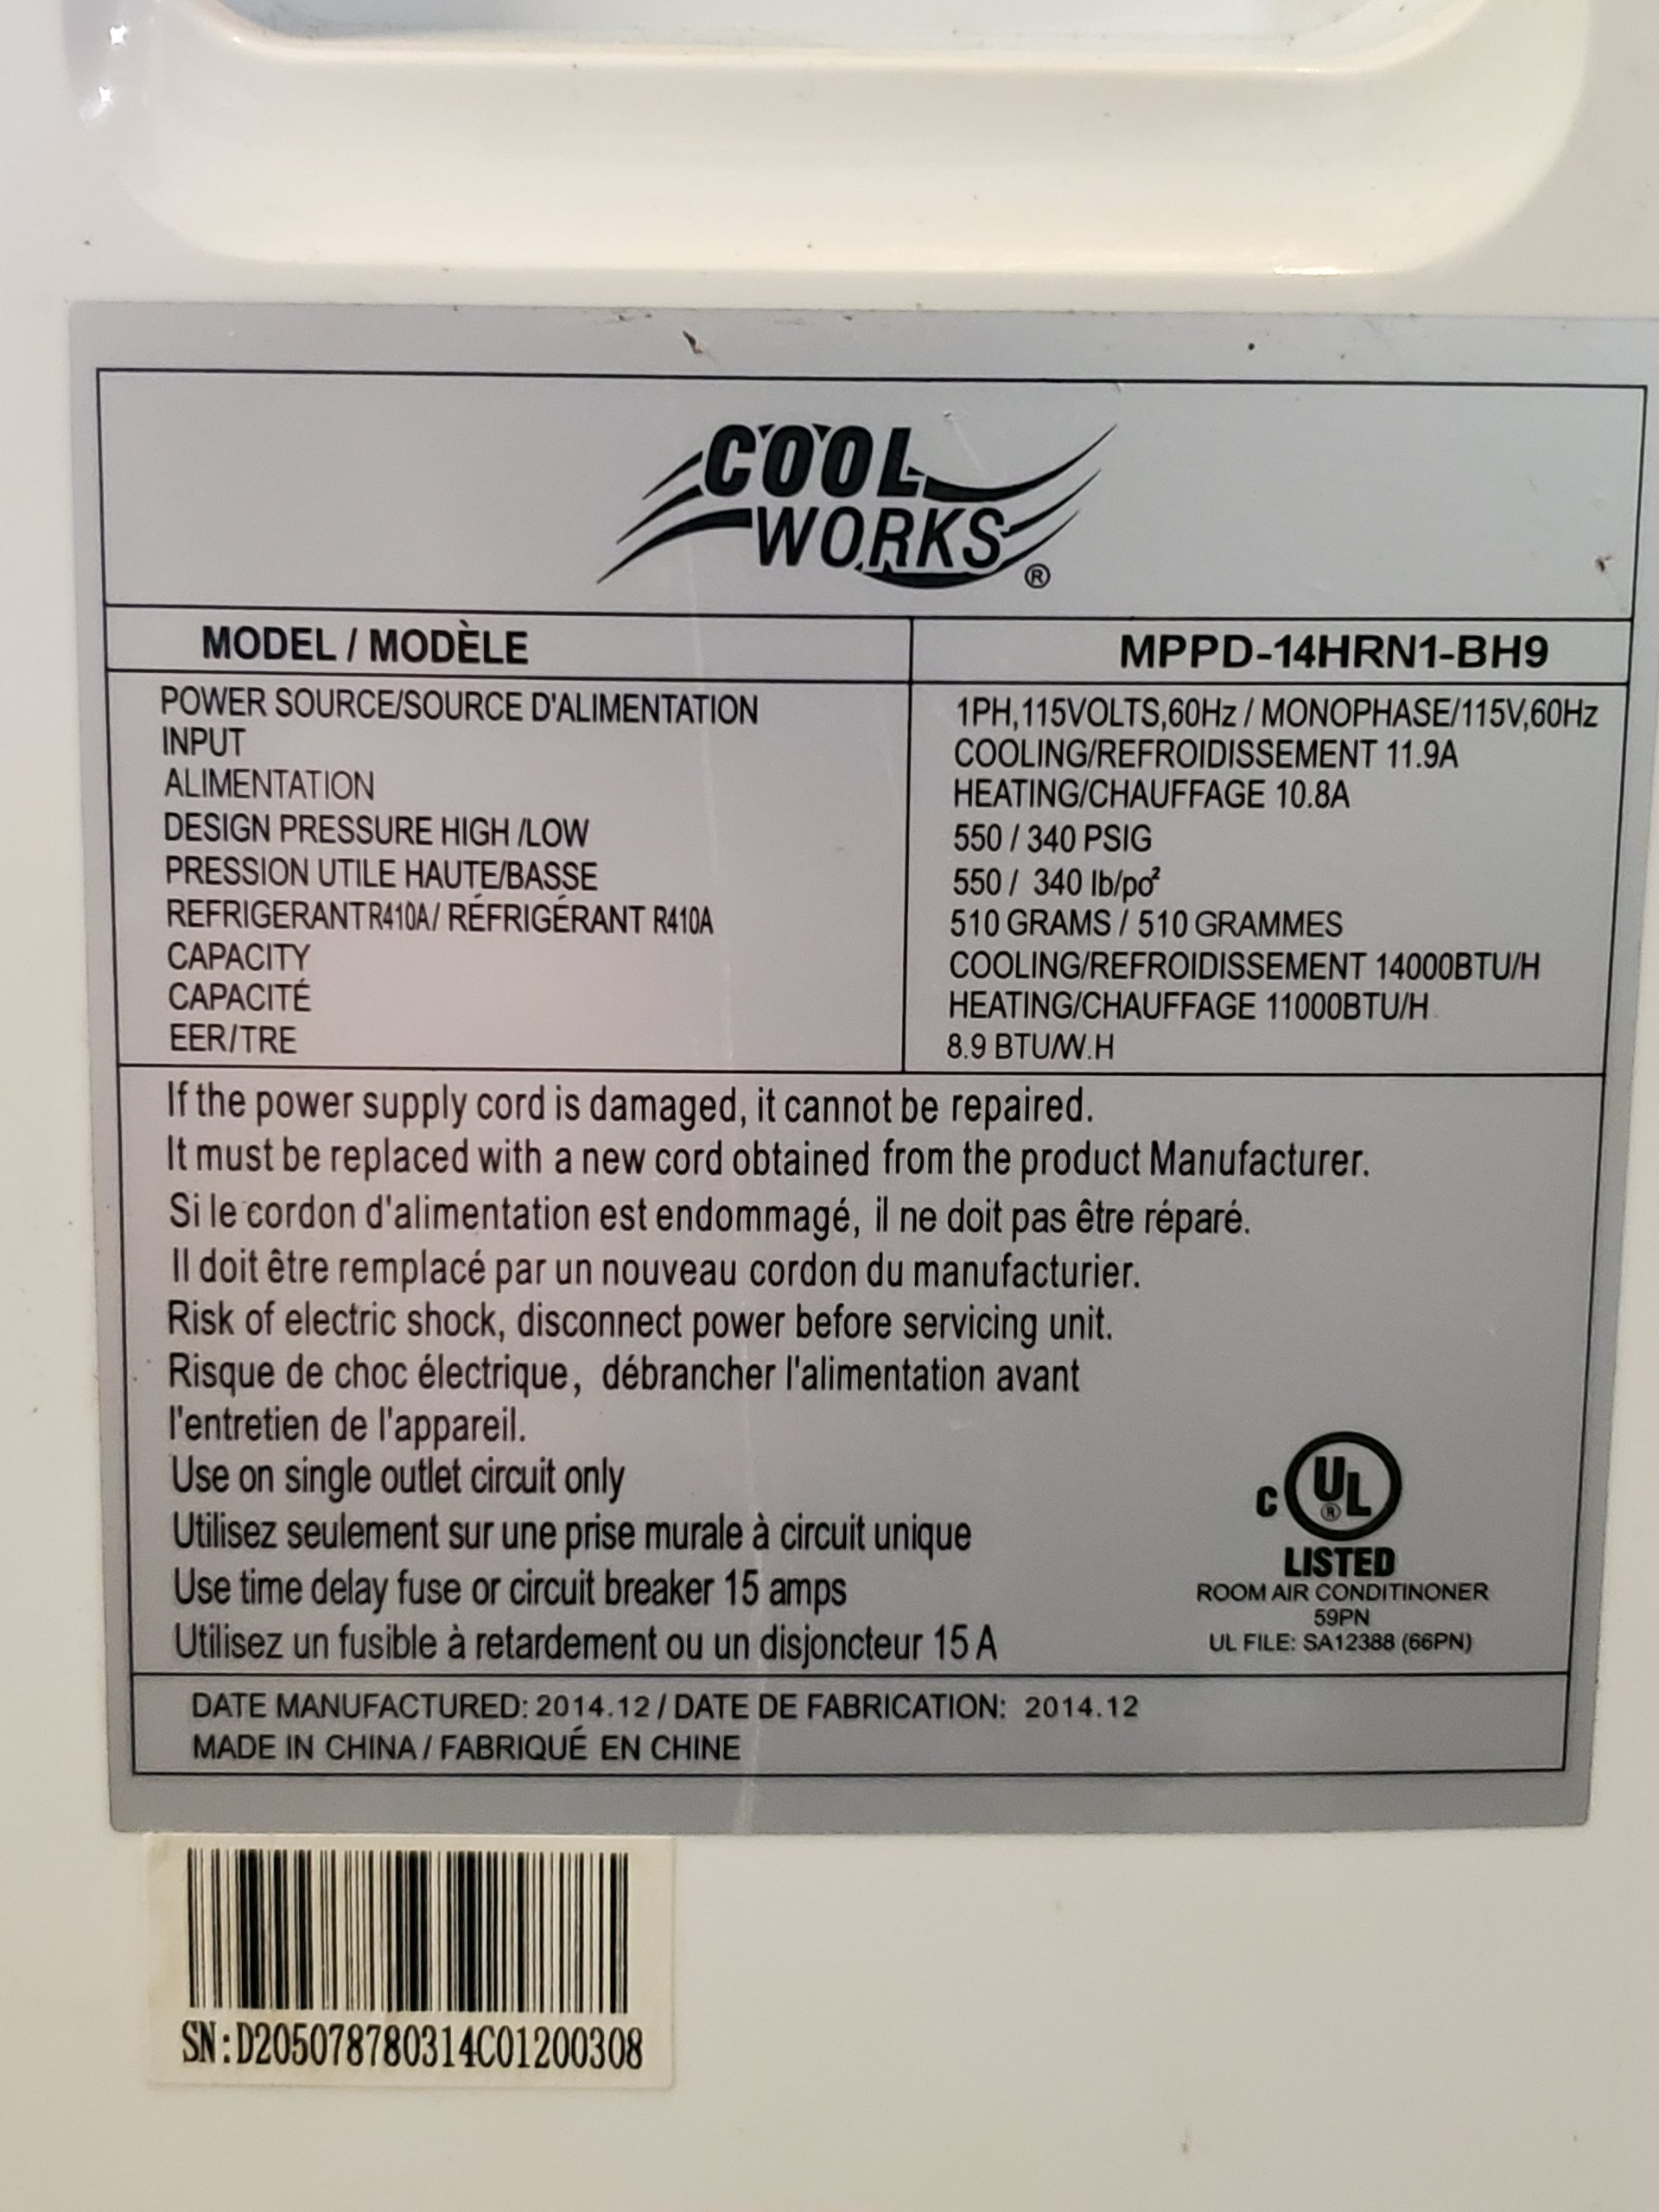 COOL
WORKS®
MODEL / MODÈLE MPPD-14HRN1-BH9
POWER SOURCE/SOURCE D'ALIMENTATION 1PH,115VOLTS,60Hz / MONOPHASE/115V,60Hz
INPUT COOLING/REFROIDISSEMENT 11.9A
ALIMENTATION HEATING/CHAUFFAGE 10.8A
DESIGN PRESSURE HIGH /LOW 550 / 340 PSIG
PRESSION UTILE HAUTE/BASSE 550 / 340 lb/po²
REFRIGERANT R410A/ RÉFRIGÉRANT R410A 510 GRAMS / 510 GRAMMES
CAPACITY COOLING/REFROIDISSEMENT 14000BTU/H
CAPACITÉ HEATING/CHAUFFAGE 11000BTU/H
EER/TRE 8.9 BTU/W.H
If the power supply cord is damaged, it cannot be repaired.
It must be replaced with a new cord obtained from the product Manufacturer.
Si le cordon d'alimentation est endommagé, il ne doit pas être réparé.
Il doit être remplacé par un nouveau cordon du manufacturier.
Risk of electric shock, disconnect power before servicing unit.
Risque de choc électrique, débrancher l'alimentation avant
l'entretien de l'appareil.
Use on single outlet circuit only
Utilisez seulement sur une prise murale à circuit unique
Use time delay fuse or circuit breaker 15 amps
Utilisez un fusible à retardement ou un disjoncteur 15 A
C UL ®
LISTED
ROOM AIR CONDITINONER
59PN
UL FILE: SA12388 (66PN)
DATE MANUFACTURED: 2014.12 / DATE DE FABRICATION: 2014.12
MADE IN CHINA / FABRIQUÉ EN CHINE
SN:D205078780314C01200308